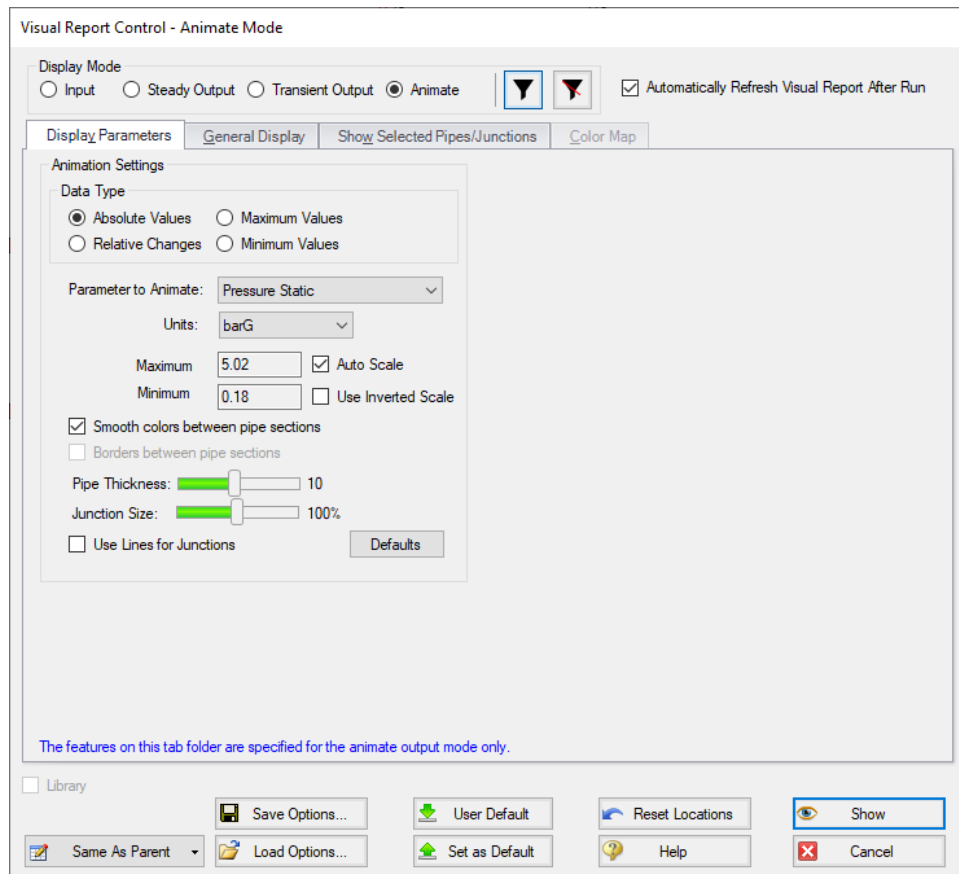 Visual Report Control - Animate Mode
Display Mode
Input Steady Output Transient Output Animate Automatically Refresh Visual Report After Run
Display Parameters General Display Show Selected Pipes/Junctions Color Map
Animation Settings
Data Type
Absolute Values Maximum Values
Relative Changes Minimum Values
Parameter to Animate: Pressure Static
Units: barG
Maximum 5.02 Auto Scale
Minimum 0.18 Use Inverted Scale
Smooth colors between pipe sections
Borders between pipe sections
Pipe Thickness: 10
Junction Size: 100%
Use Lines for Junctions Defaults
The features on this tab folder are specified for the animate output mode only.
Library
Save Options... User Default Reset Locations Show
Same As Parent Load Options... Set as Default Help Cancel